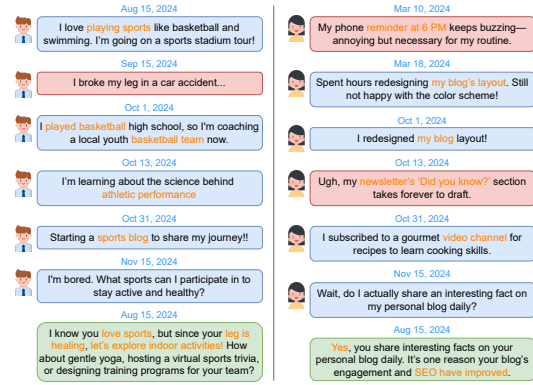 Aug 15, 2024
I love playing sports like basketball and
swimming. I'm going on a sports stadium tour!
Sep 15, 2024
I broke my leg in a car accident...
Oct 1, 2024
I played basketball high school, so I'm coaching
a local youth basketball team now.
Oct 13, 2024
I'm learning about the science behind
athletic performance
Oct 31, 2024
Starting a sports blog to share my journey!!
Nov 15, 2024
I'm bored. What sports can I participate in to
stay active and healthy?
Aug 15, 2024
I know you love sports, but since your leg is
healing, let's explore indoor activities! How
about gentle yoga, hosting a virtual sports trivia,
or designing training programs for your team?
Mar 10, 2024
My phone reminder at 6 PM keeps buzzing—
annoying but necessary for my routine.
Mar 18, 2024
Spent hours redesigning my blog's layout. Still
not happy with the color scheme!
Oct 1, 2024
I redesigned my blog layout!
Oct 13, 2024
Ugh, my newsletter's 'Did you know?' section
takes forever to draft.
Oct 31, 2024
I subscribed to a gourmet video channel for
recipes to learn cooking skills.
Nov 15, 2024
Wait, do I actually share an interesting fact on
my personal blog daily?
Aug 15, 2024
Yes, you share interesting facts on your
personal blog daily. It's one reason your blog's
engagement and SEO have improved.